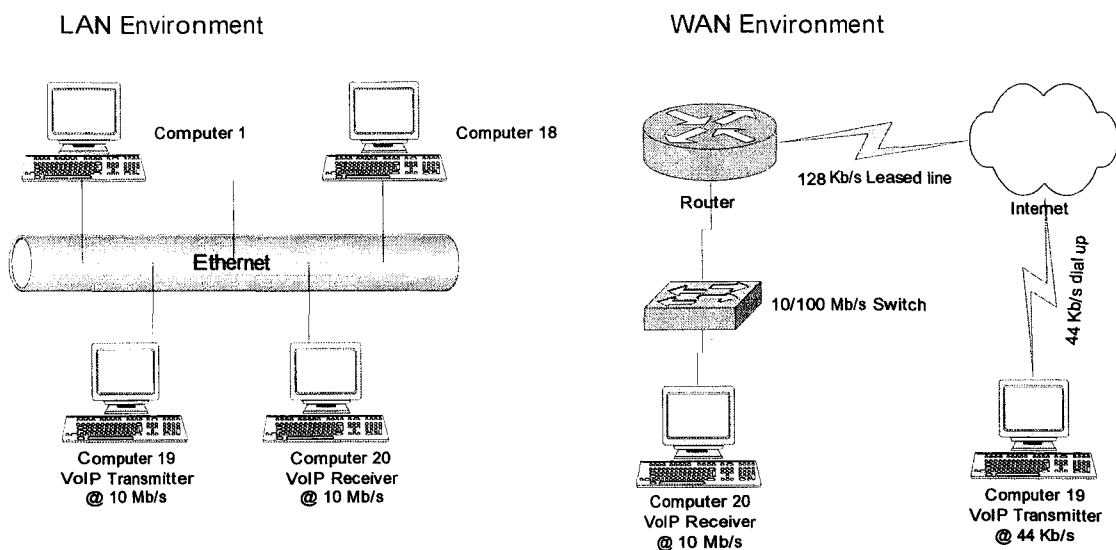 LAN Environment
WAN Environment
Computer 1
Computer 18
Ethernet
Computer 19
VoIP Transmitter
@ 10 Mb/s
Computer 20
VoIP Receiver
@ 10 Mb/s
Router
128 Kb/s Leased line
Internet
10/100 Mb/s Switch
44 Kb/s dial up
Computer 20
VoIP Receiver
@ 10 Mb/s
Computer 19
VoIP Transmitter
@ 44 Kb/s